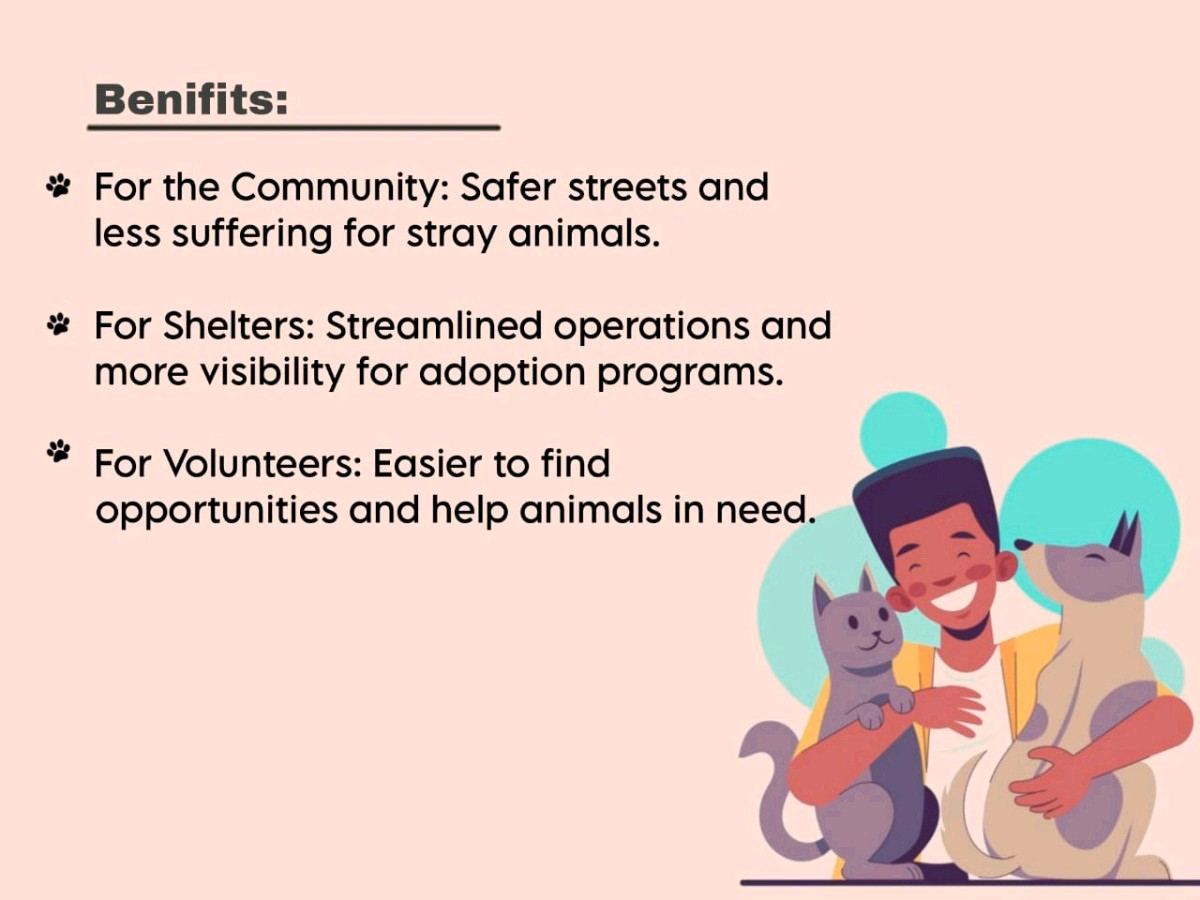 Benifits:
For the Community: Safer streets and
less suffering for stray animals.
For Shelters: Streamlined operations and
more visibility for adoption programs.
For Volunteers: Easier to find
opportunities and help animals in need.